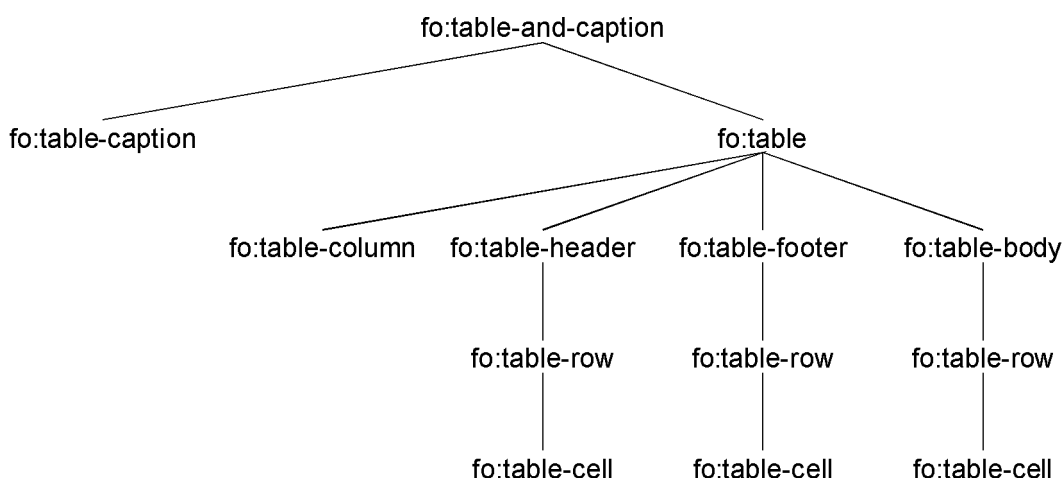 fo:table-and-caption
fo:table-caption fo:table
fo:table-column fo:table-header fo:table-footer fo:table-body
fo:table-row fo:table-row fo:table-row
fo:table-cell fo:table-cell fo:table-cell